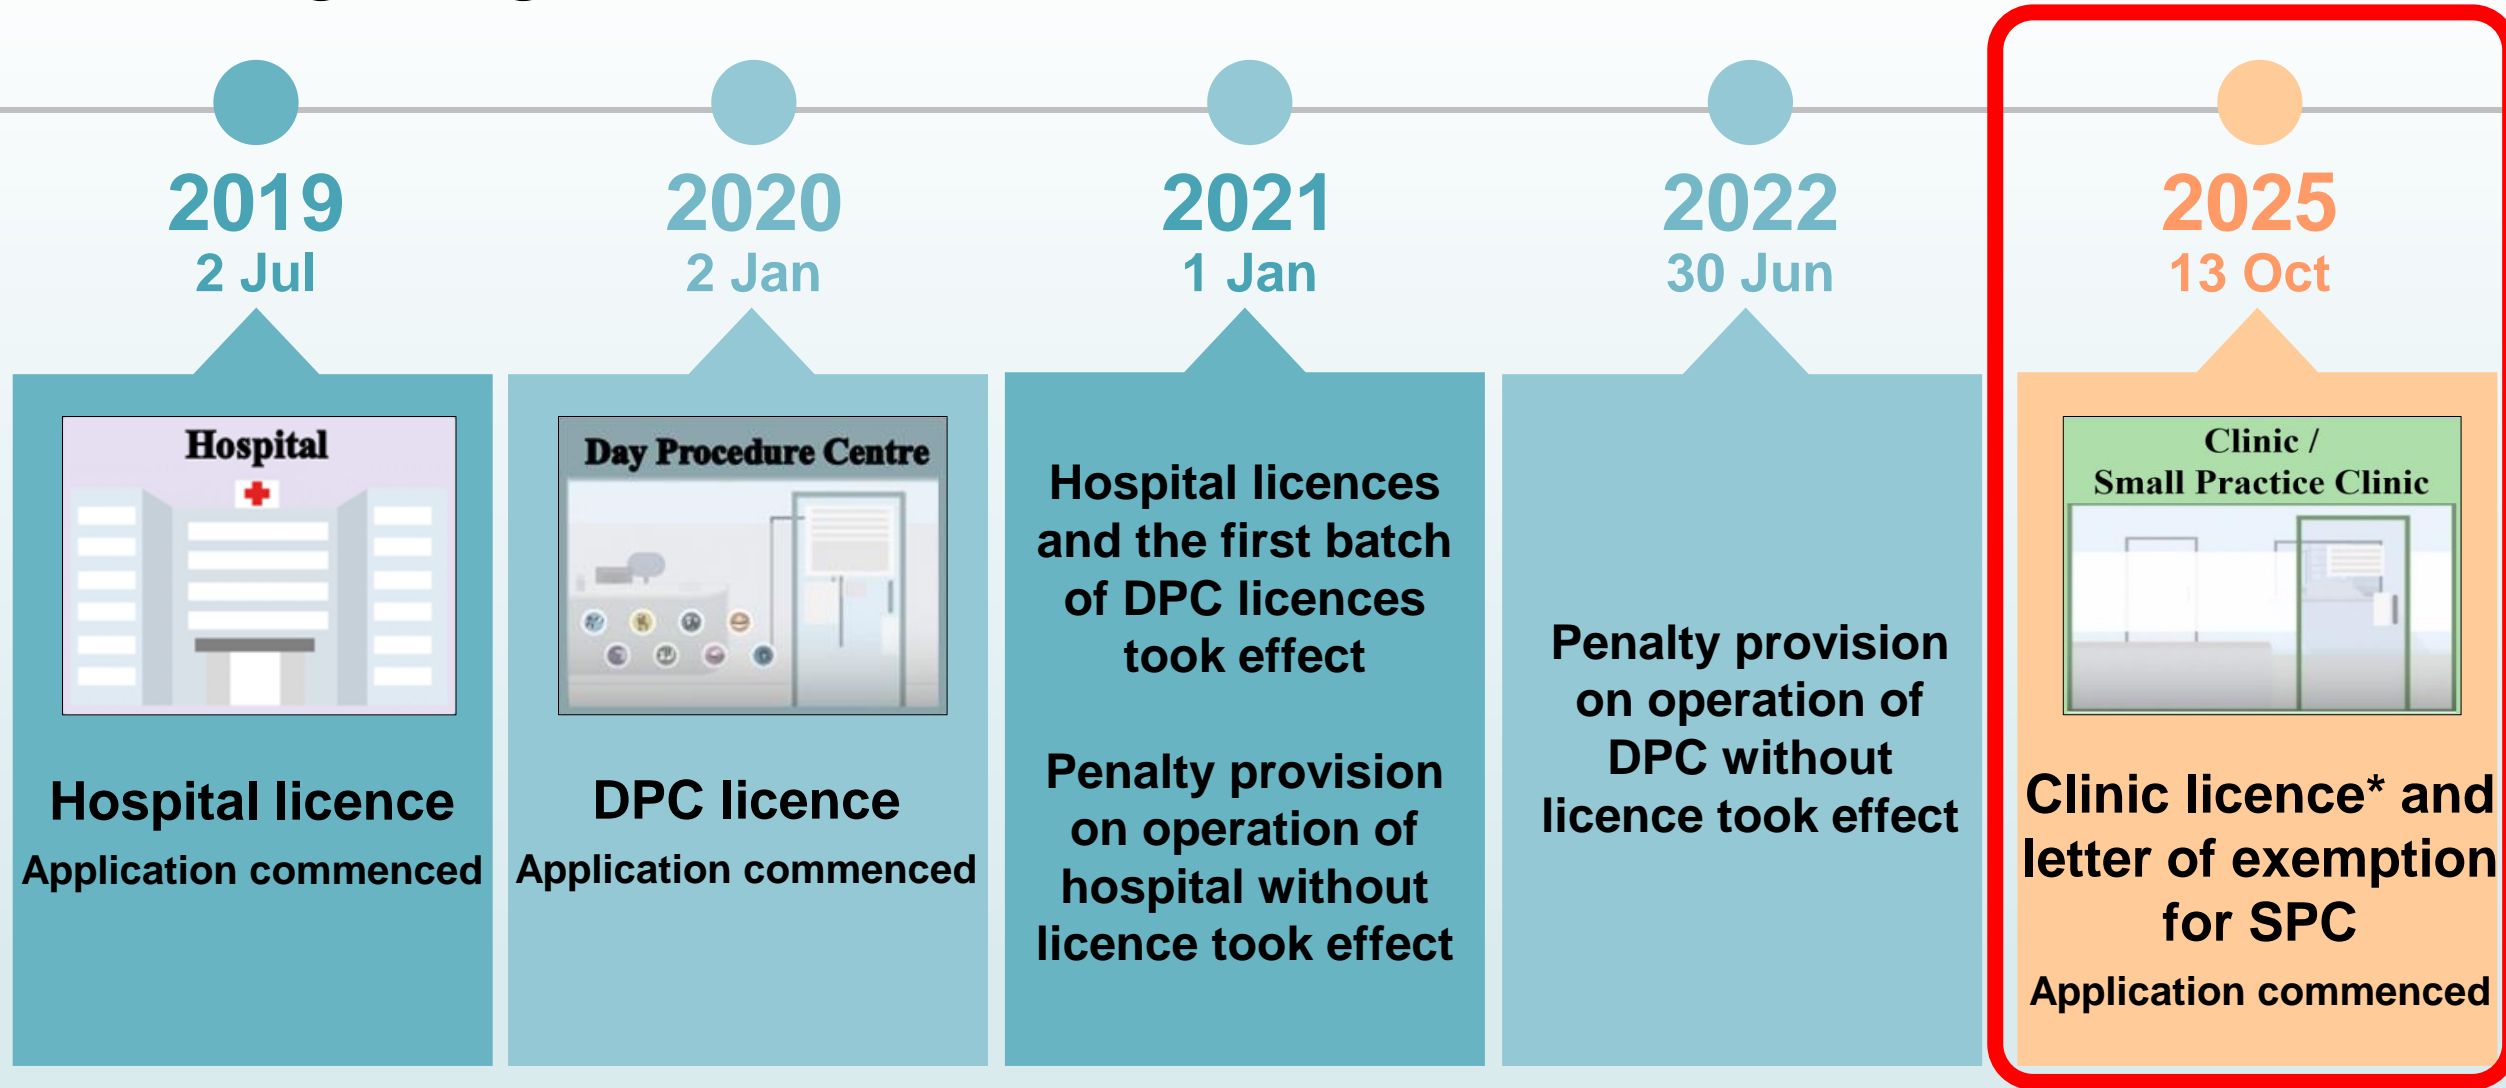 2019
2 Jul
Hospital
Hospital licence
Application commenced
2020
2 Jan
Day Procedure Centre
DPC licence
Application commenced
2021
1 Jan
Hospital licences
and the first batch
of DPC licences
took effect
Penalty provision
on operation of
hospital without
licence took effect
2022
30 Jun
Penalty provision
on operation of
DPC without
licence took effect
2025
13 Oct
Clinic /
Small Practice Clinic
Clinic licence* and
letter of exemption
for SPC
Application commenced